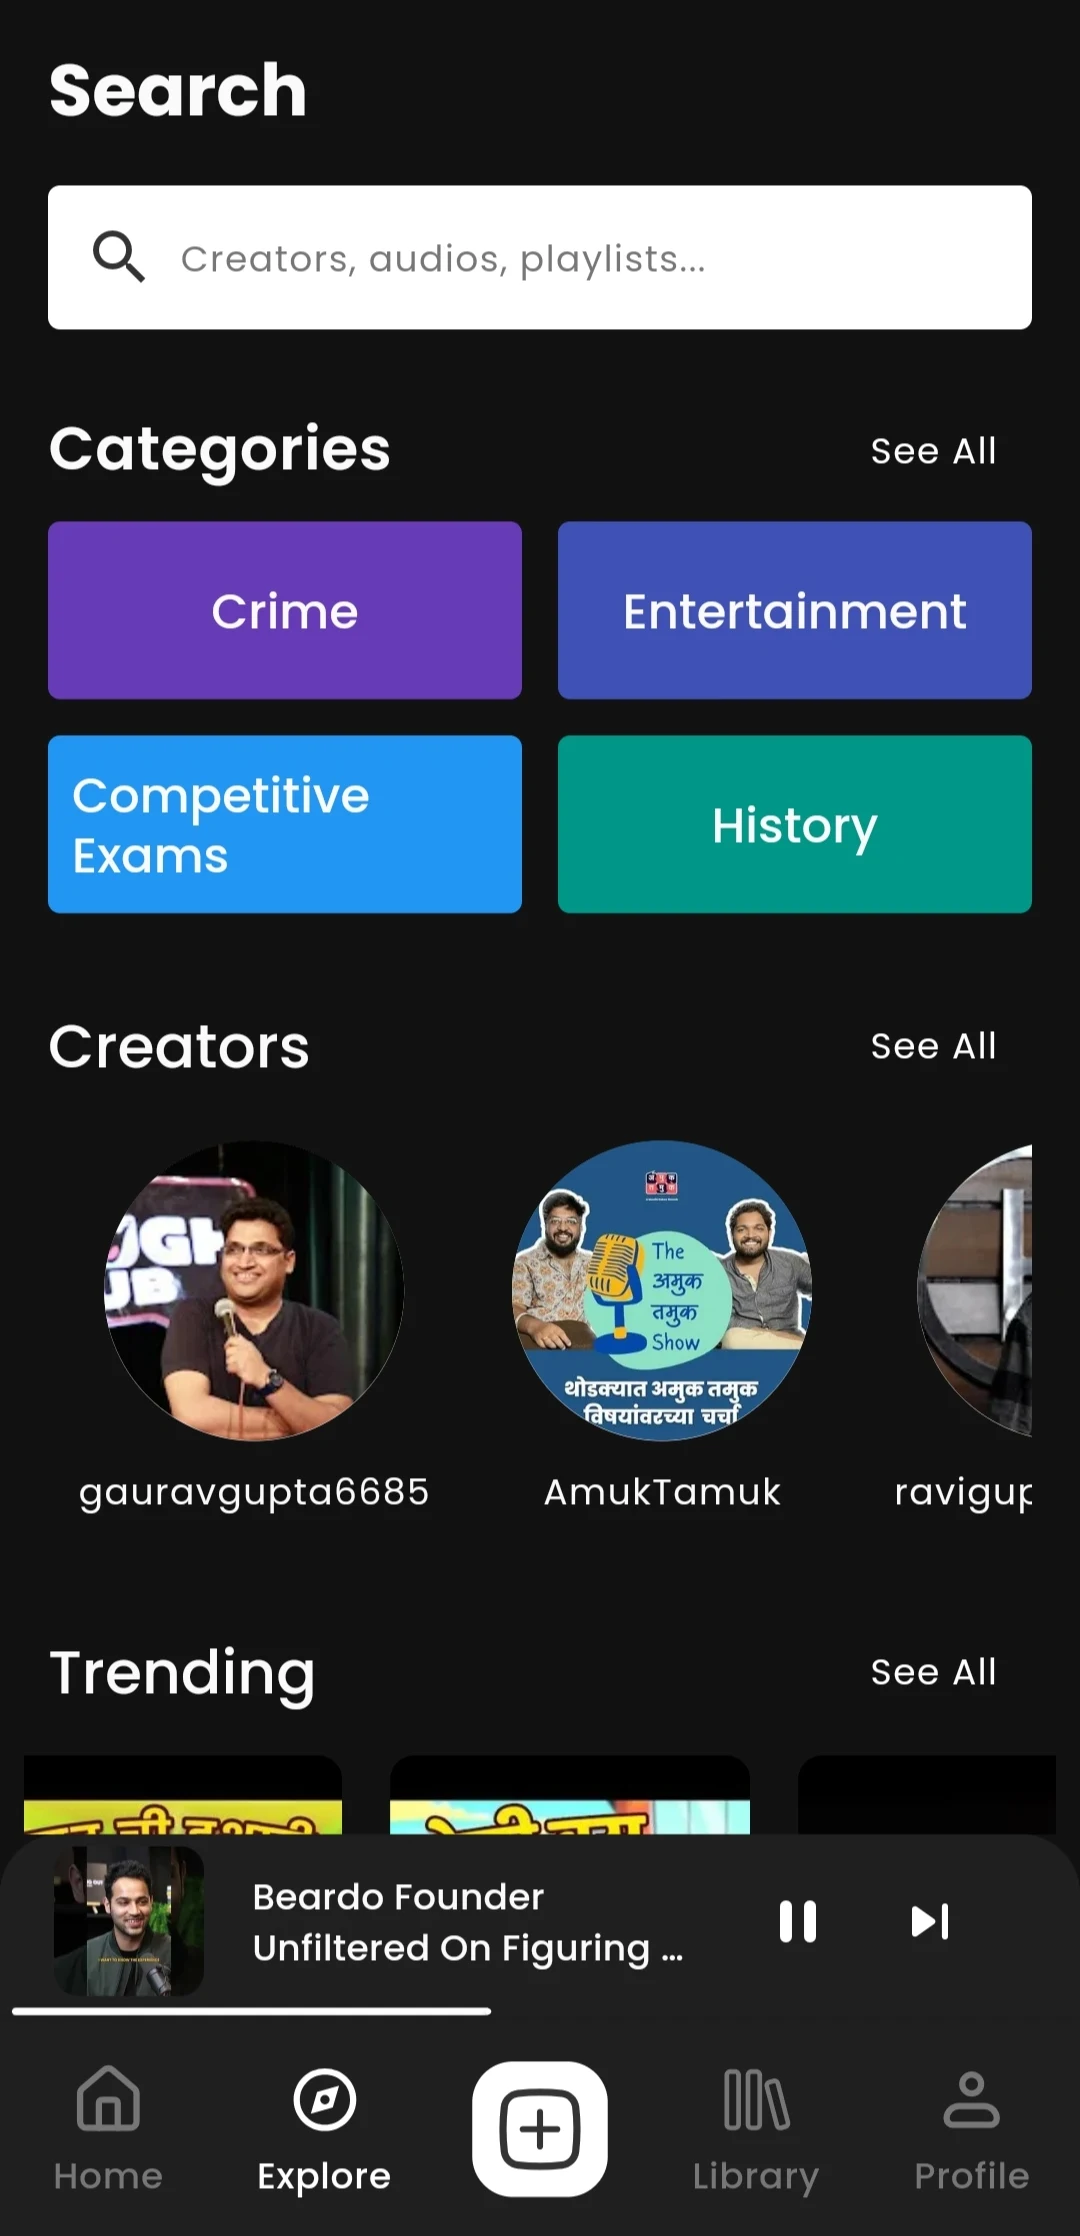 Search
Creators, audios, playlists...
Categories
See All
Crime
Entertainment
Competitive
Exams
History
Creators
See All
The
अमुक
तमुक
Show
थोडक्यात अमुक तमुक
विषयांवरच्या चर्चा
gauravgupta6685
AmukTamuk
ravigup
Trending
See All
Beardo Founder
Unfiltered On Figuring ...
Home
Explore
Library
Profile